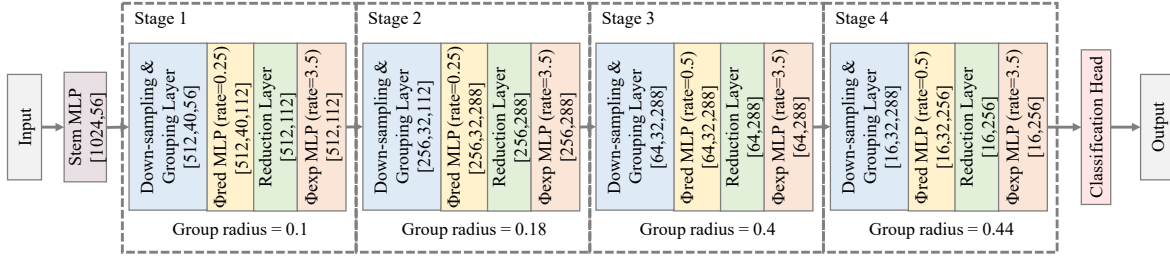 Input
Stem MLP
[1024,56]
Stage 1
Down-sampling &
Grouping Layer
[512,40,56]
Φred MLP (rate=0.25)
[512,40,112]
Reduction Layer
[512,112]
Φexp MLP (rate=3.5)
[512,112]
Group radius = 0.1
Stage 2
Down-sampling &
Grouping Layer
[256,32,112]
Φred MLP (rate=0.25)
[256,32,288]
Reduction Layer
[256,288]
Φexp MLP (rate=3.5)
[256,288]
Group radius = 0.18
Stage 3
Down-sampling &
Grouping Layer
[64,32,288]
Φred MLP (rate=0.5)
[64,32,288]
Reduction Layer
[64,288]
Φexp MLP (rate=3.5)
[64,288]
Group radius = 0.4
Stage 4
Down-sampling &
Grouping Layer
[16,32,288]
Φred MLP (rate=0.5)
[16,32,256]
Reduction Layer
[16,256]
Φexp MLP (rate=3.5)
[16,256]
Group radius = 0.44
Classification Head
Output